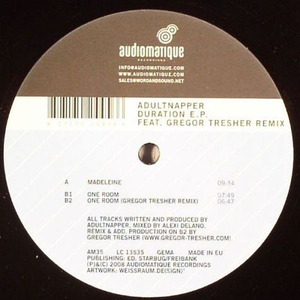 audiomatique
RECORDINGS
INFO@AUDIOMATIQUE.COM
WWW.AUDIOMATIQUE.COM
SALES@WORDANDSOUND.NET
ADULTNAPPER
DURATION E.P.
FEAT. GREGOR TRESHER REMIX
A MADELEINE 09:14
B1 ONE ROOM 07:49
B2 ONE ROOM (GREGOR TRESHER REMIX) 06:47
ALL TRACKS WRITTEN AND PRODUCED BY
ADULTNAPPER. MIXED BY ALEXI DELANO.
REMIX & ADD. PRODUCTION ON B2 BY
GREGOR TRESHER (WWW.GREGOR-TRESHER.COM)
AM35 LC 13535 GEMA MADE IN EU
PUBLISHING: ED. STARBUG/FREIBANK
(P)&(C) 2008 AUDIOMATIQUE RECORDINGS
ARTWORK: WEISSRAUM.DE(SIGN)°